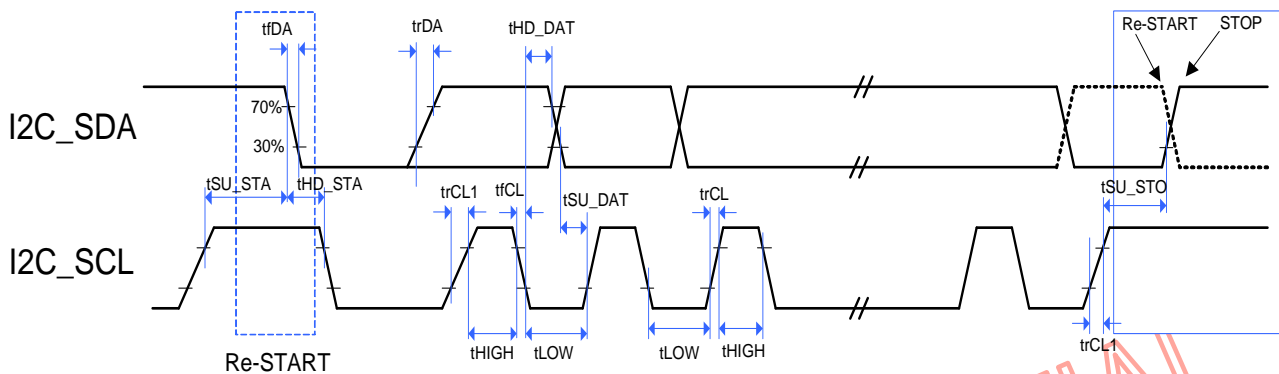 Re-START
STOP
tfDA
trDA
tHD_DAT
I2C_SDA
70%
30%
tSU_STA
tHD_STA
trCL1
tfCL
tSU_DAT
trCL
tSU_STO
I2C_SCL
tHIGH
tLOW
tLOW
tHIGH
trCL1
Re-START